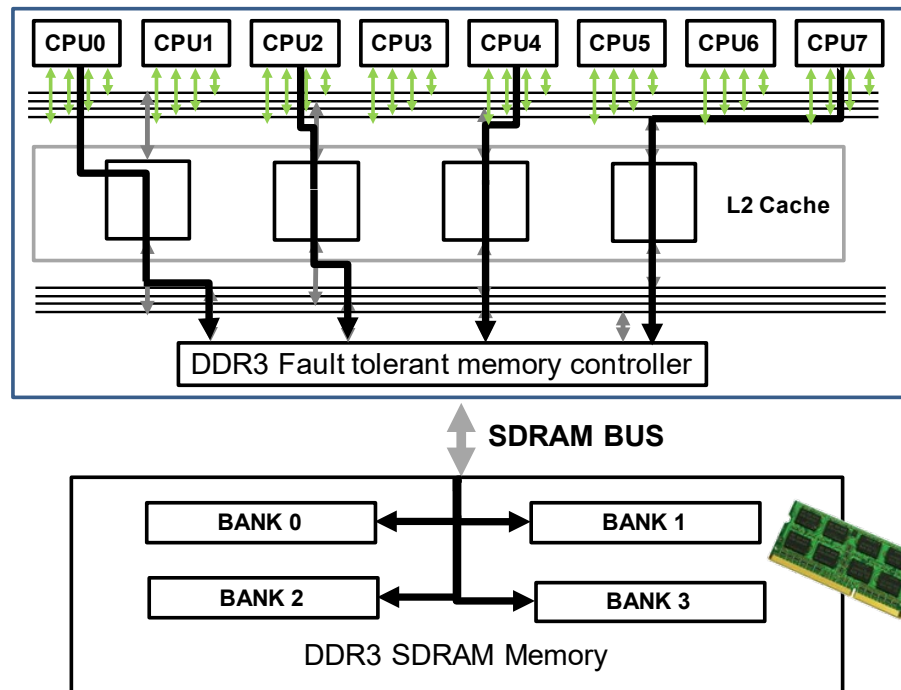 CPU0 CPU1 CPU2 CPU3 CPU4 CPU5 CPU6 CPU7
L2 Cache
DDR3 Fault tolerant memory controller
SDRAM BUS
BANK 0 BANK 1
BANK 2 BANK 3
DDR3 SDRAM Memory